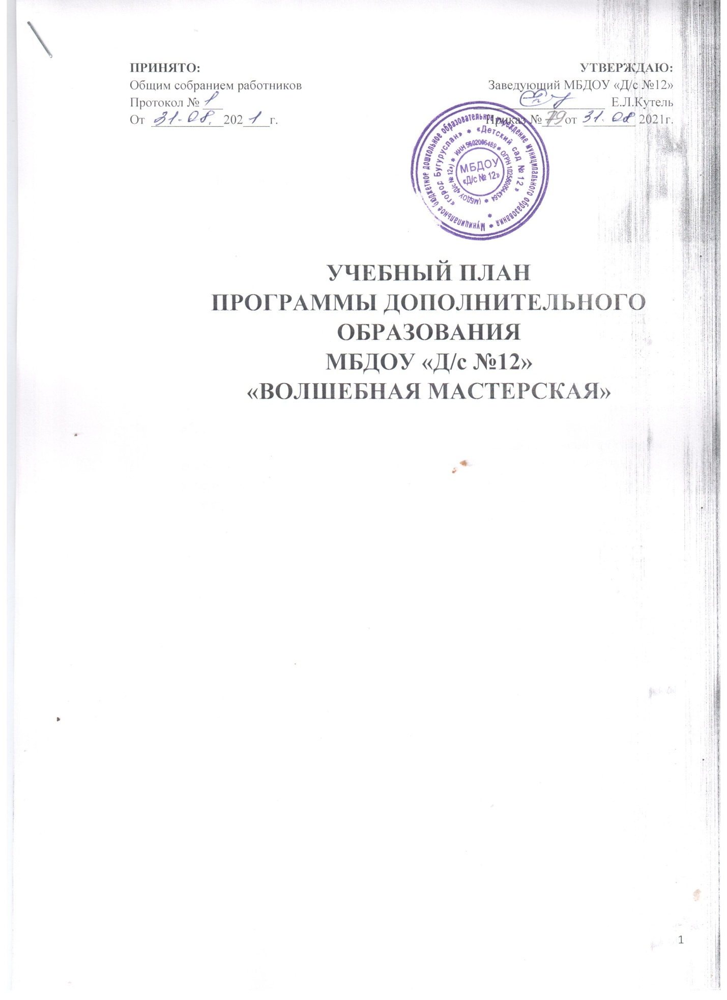 ПРИНЯТО:
Общим собранием работников
Протокол № 1
От 31.08. 2021 г.
УТВЕРЖДАЮ:
Заведующий МБДОУ «Д/с №12»
Е.Л.Кутель
Приказ № 79 от 31.08 2021г.
Муниципальное бюджетное дошкольное образовательное учреждение муниципального образования *
«город Бугуруслан» * «Детский сад № 12» *
(МБДОУ «Д/с № 12») * ИНН 5602006489 * ОГРН 1025600544364 *
МБДОУ
«Д/с № 12»
УЧЕБНЫЙ ПЛАН
ПРОГРАММЫ ДОПОЛНИТЕЛЬНОГО
ОБРАЗОВАНИЯ
МБДОУ «Д/с №12»
«ВОЛШЕБНАЯ МАСТЕРСКАЯ»
1